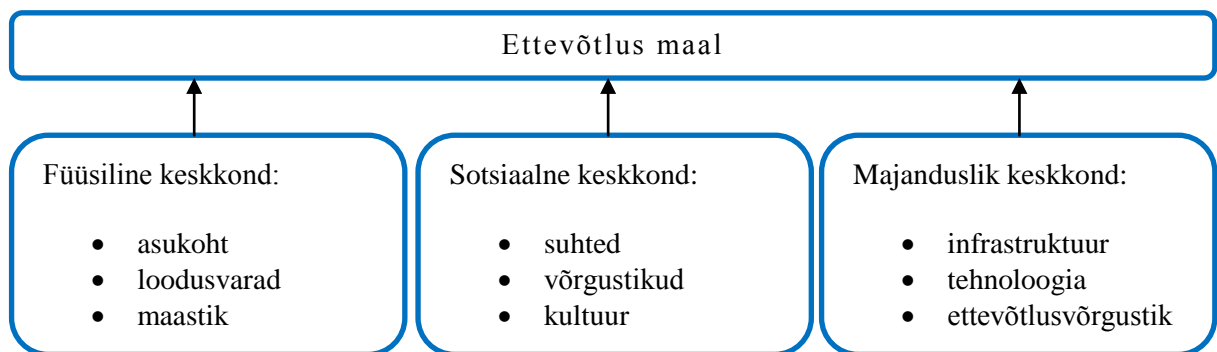 Ettevõtlus maal
Füüsiline keskkond:
• asukoht
• loodusvarad
• maastik
Sotsiaalne keskkond:
• suhted
• võrgustikud
• kultuur
Majanduslik keskkond:
• infrastruktuur
• tehnoloogia
• ettevõtlusvõrgustik